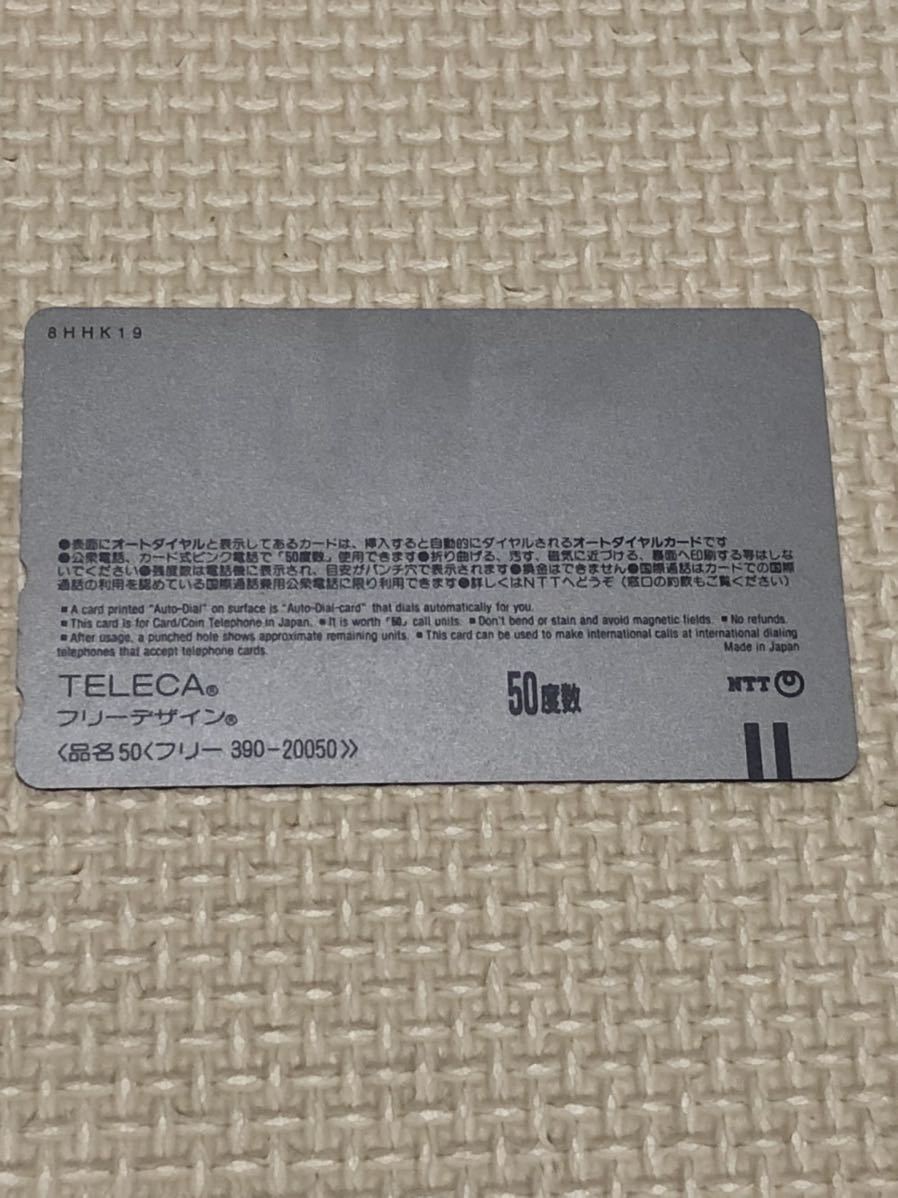 8HHK19
●表面にオートダイヤルと表示してあるカードは、挿入すると自動的にダイヤルされるオートダイヤルカードです
●公衆電話、カード式ピンク電話で「50度数」使用できます●折り曲げる、汚す、磁気に近づける、裏面へ印刷する等はしな
いでください●残度数は電話機に表示され、目安がパンチ穴で表示されます●換金はできません●国際通話はカードでの国際
通話の利用を認めている国際通話兼用公衆電話に限り利用できます●詳しくはNTTへどうぞ（窓口の約款もご覧ください）
■A card printed "Auto-Dial" on surface is "Auto-Dial-card" that dials automatically for you.
■This card is for Card/Coin Telephone in Japan. ■It is worth「50」call units. ■Don't bend or stain and avoid magnetic fields. ■No refunds.
■After usage, a punched hole shows approximate remaining units. ■This card can be used to make international calls at international dialing
telephones that accept telephone cards.
Made in Japan
TELECA®
フリーデザイン®
50度数
NTT
〈品名50〈フリー 390-20050〉〉